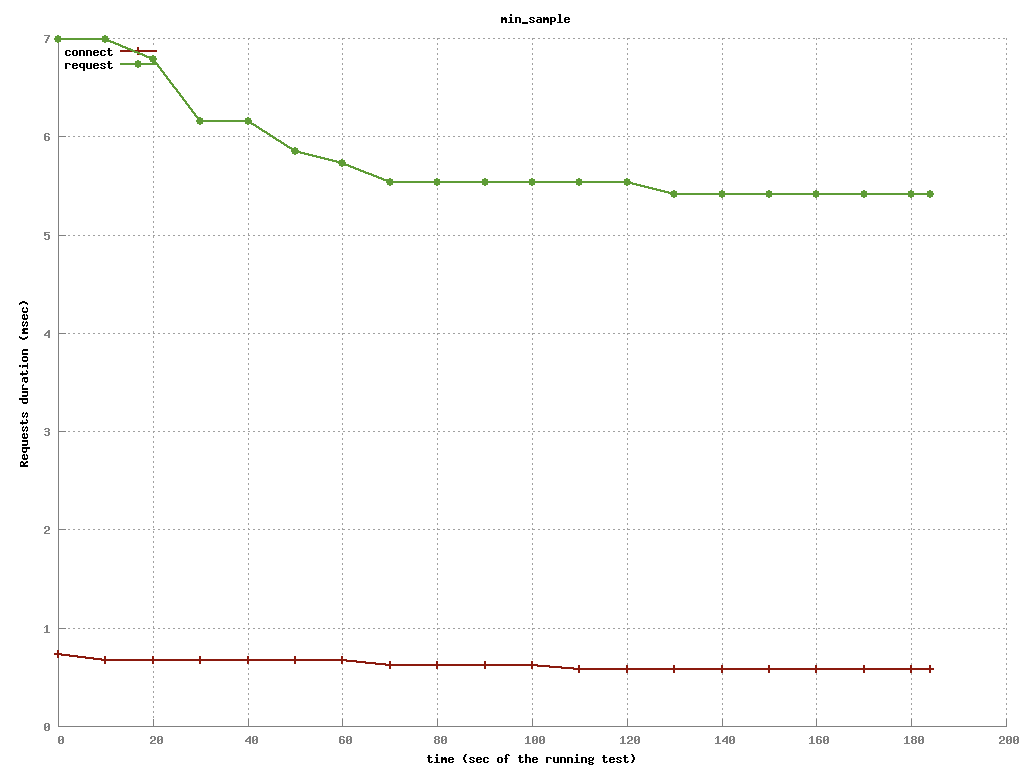 min_sample
7
connect
request
6
5
4
3
2
1
0
Requests duration (msec)
0 20 40 60 80 100 120 140 160 180 200
time (sec of the running test)